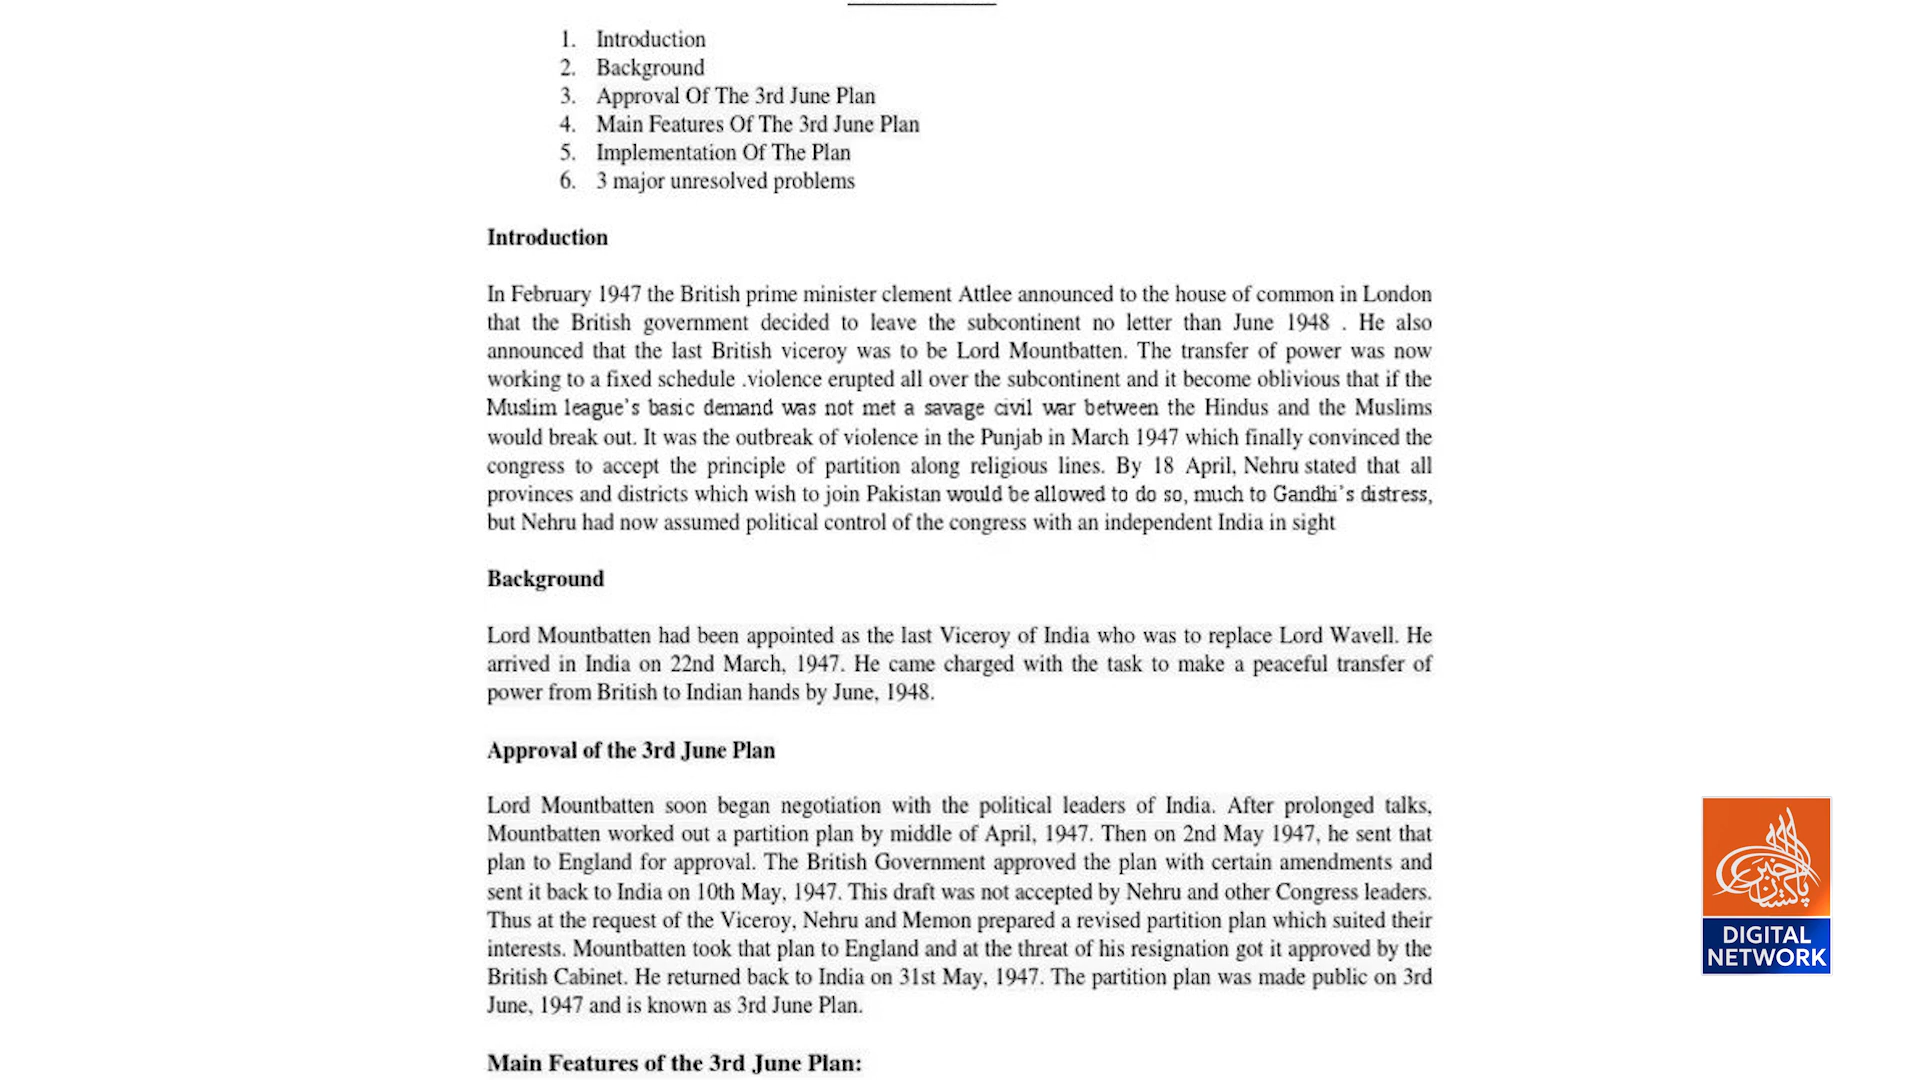 1. Introduction
2. Background
3. Approval Of The 3rd June Plan
4. Main Features Of The 3rd June Plan
5. Implementation Of The Plan
6. 3 major unresolved problems
Introduction
In February 1947 the British prime minister clement Attlee announced to the house of common in London
that the British government decided to leave the subcontinent no letter than June 1948 . He also
announced that the last British viceroy was to be Lord Mountbatten. The transfer of power was now
working to a fixed schedule .violence erupted all over the subcontinent and it become oblivious that if the
Muslim league's basic demand was not met a savage civil war between the Hindus and the Muslims
would break out. It was the outbreak of violence in the Punjab in March 1947 which finally convinced the
congress to accept the principle of partition along religious lines. By 18 April, Nehru stated that all
provinces and districts which wish to join Pakistan would be allowed to do so, much to Gandhi's distress,
but Nehru had now assumed political control of the congress with an independent India in sight
Background
Lord Mountbatten had been appointed as the last Viceroy of India who was to replace Lord Wavell. He
arrived in India on 22nd March, 1947. He came charged with the task to make a peaceful transfer of
power from British to Indian hands by June, 1948.
Approval of the 3rd June Plan
Lord Mountbatten soon began negotiation with the political leaders of India. After prolonged talks,
Mountbatten worked out a partition plan by middle of April, 1947. Then on 2nd May 1947, he sent that
plan to England for approval. The British Government approved the plan with certain amendments and
sent it back to India on 10th May, 1947. This draft was not accepted by Nehru and other Congress leaders.
Thus at the request of the Viceroy, Nehru and Memon prepared a revised partition plan which suited their
interests. Mountbatten took that plan to England and at the threat of his resignation got it approved by the
British Cabinet. He returned back to India on 31st May, 1947. The partition plan was made public on 3rd
June, 1947 and is known as 3rd June Plan.
Main Features of the 3rd June Plan:
خبر
پاکستان
DIGITAL
NETWORK